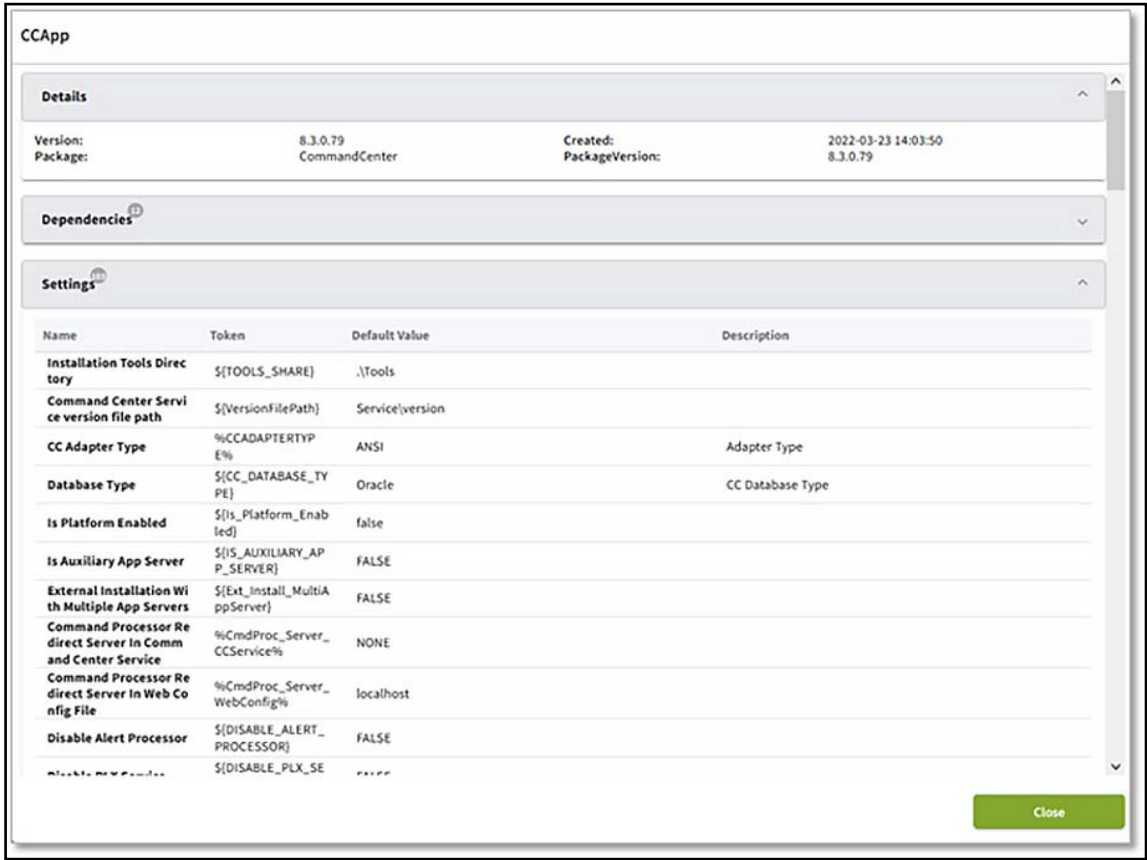 CCApp
Details
Version: 8.3.0.79 Created: 2022-03-23 14:03:50
Package: CommandCenter PackageVersion: 8.3.0.79
Dependencies
Settings
Name Token Default Value Description
Installation Tools Direc
tory ${TOOLS_SHARE} .\Tools
Command Center Servi
ce version file path ${VersionFilePath} Service\version
CC Adapter Type %CCADAPTERTYP
E% ANSI Adapter Type
Database Type ${CC_DATABASE_TY
PE} Oracle CC Database Type
Is Platform Enabled ${Is_Platform_Enab
led} false
Is Auxiliary App Server ${IS_AUXILIARY_AP
P_SERVER} FALSE
External Installation Wi
th Multiple App Servers ${Ext_Install_MultiA
ppServer} FALSE
Command Processor Re
direct Server In Comm
and Center Service %CmdProc_Server_
CCService% NONE
Command Processor Re
direct Server In Web Co
nfig File %CmdProc_Server_
WebConfig% localhost
Disable Alert Processor ${DISABLE_ALERT_
PROCESSOR} FALSE
${DISABLE_PLX_SE
Close